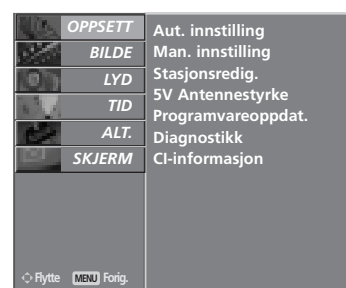 OPPSETT
BILDE
LYD
TID
ALT.
SKJERM
Aut. innstilling
Man. innstilling
Stasjonsredig.
5V Antennestyrke
Programvareoppdat.
Diagnostikk
CI-informasjon
Flytte MENU Forig.